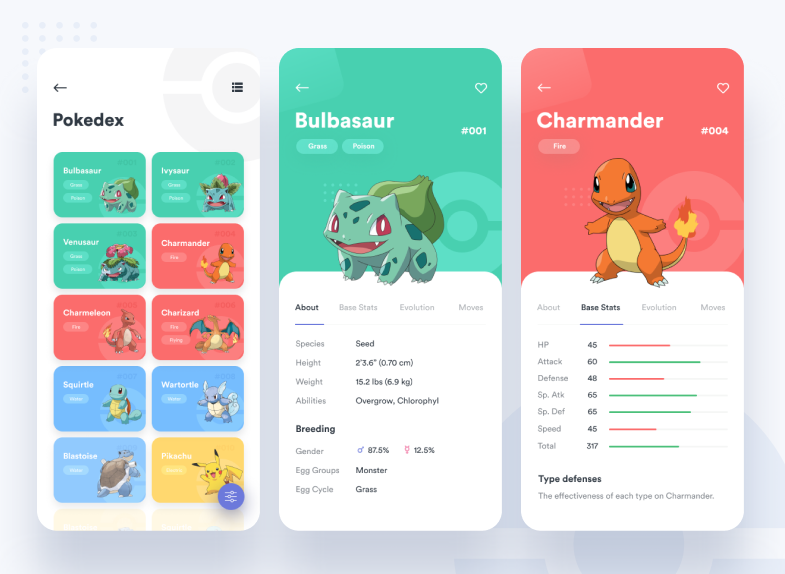 Pokedex
Bulbasaur
Grass
Poison
Ivysaur
Grass
Poison
Venusaur
Grass
Poison
Charmander
#004
Fire
Charmeleon
Fire
Charizard
Fire
Flying
Squirtle
Water
Wartortle
Water
Blastoise
Water
Pikachu
Bulbasaur
#001
Grass Poison
About Base Stats Evolution Moves
Species Seed
Height 2'3.6" (0.70 cm)
Weight 15.2 lbs (6.9 kg)
Abilities Overgrow, Chlorophyl
Breeding
Gender ♂ 87.5% ☿ 12.5%
Egg Groups Monster
Egg Cycle Grass
Charmander
#004
Fire
About Base Stats Evolution Moves
HP 45
Attack 60
Defense 48
Sp. Atk 65
Sp. Def 65
Speed 45
Total 317
Type defenses
The effectiveness of each type on Charmander.